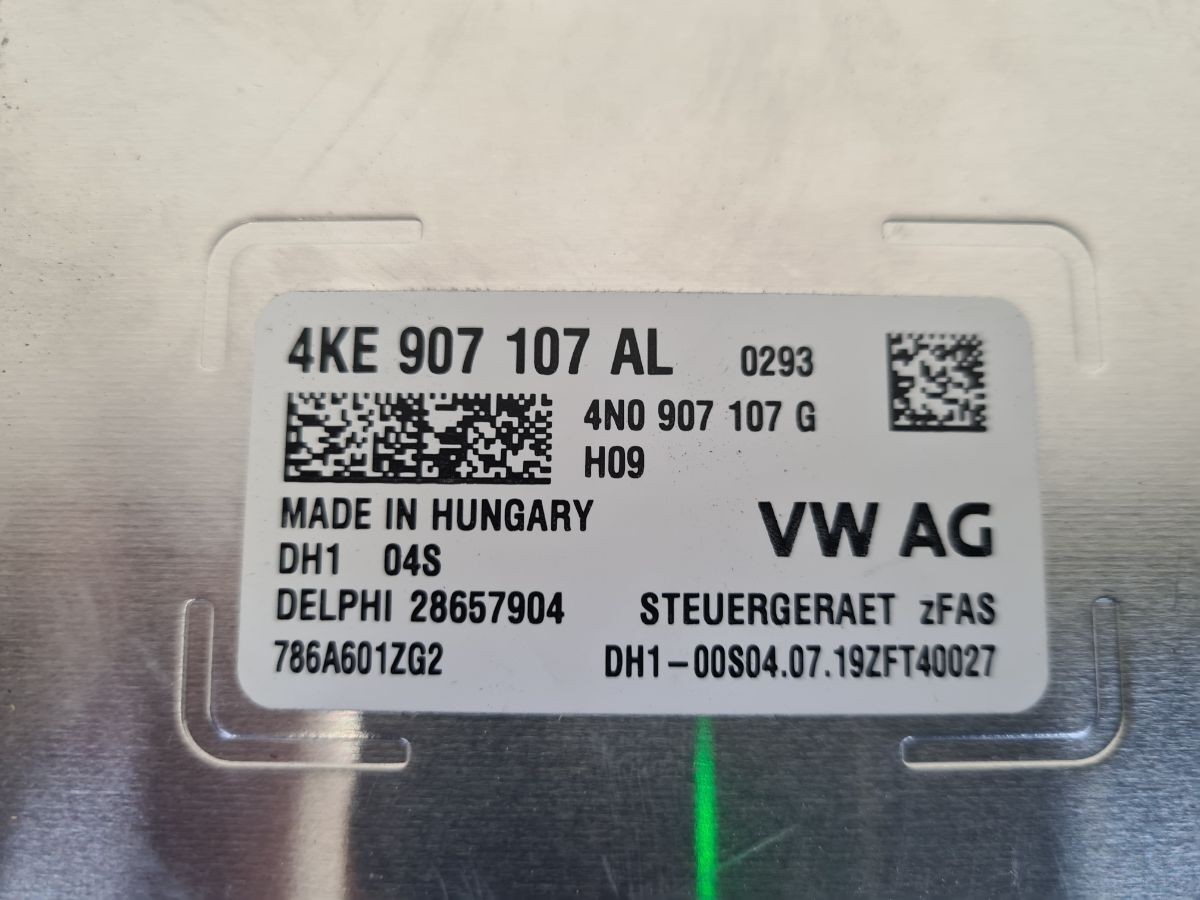 4KE 907 107 AL 0293
4N0 907 107 G
H09
MADE IN HUNGARY
VW AG
DH1 04S
DELPHI 28657904 STEUERGERAET zFAS
786A601ZG2 DH1-00S04.07.19ZFT40027